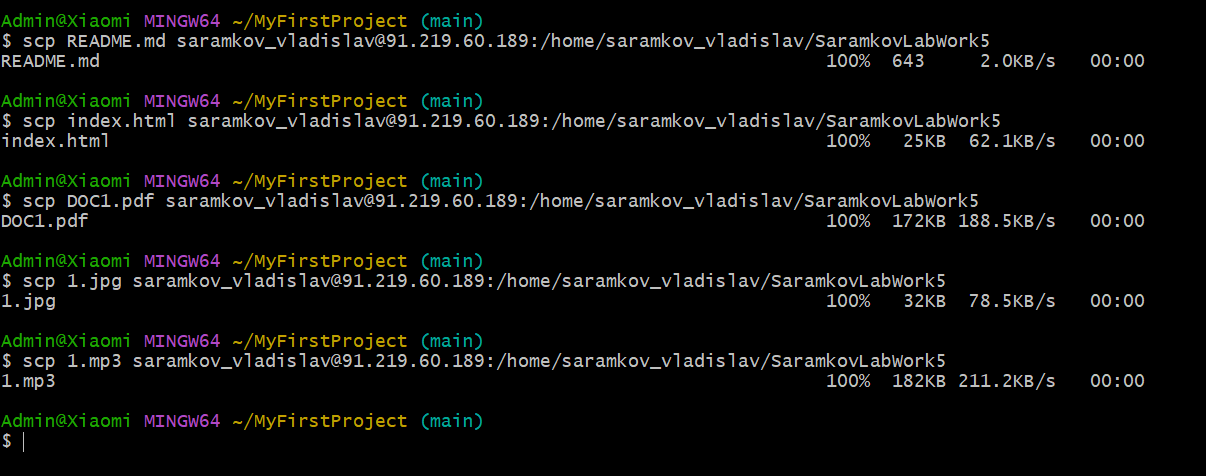 Admin@Xiaomi MINGW64 ~/MyFirstProject (main)
$ scp README.md saramkov_vladislav@91.219.60.189:/home/saramkov_vladislav/SaramkovLabWork5
README.md 100% 643 2.0KB/s 00:00
Admin@Xiaomi MINGW64 ~/MyFirstProject (main)
$ scp index.html saramkov_vladislav@91.219.60.189:/home/saramkov_vladislav/SaramkovLabWork5
index.html 100% 25KB 62.1KB/s 00:00
Admin@Xiaomi MINGW64 ~/MyFirstProject (main)
$ scp DOC1.pdf saramkov_vladislav@91.219.60.189:/home/saramkov_vladislav/SaramkovLabWork5
DOC1.pdf 100% 172KB 188.5KB/s 00:00
Admin@Xiaomi MINGW64 ~/MyFirstProject (main)
$ scp 1.jpg saramkov_vladislav@91.219.60.189:/home/saramkov_vladislav/SaramkovLabWork5
1.jpg 100% 32KB 78.5KB/s 00:00
Admin@Xiaomi MINGW64 ~/MyFirstProject (main)
$ scp 1.mp3 saramkov_vladislav@91.219.60.189:/home/saramkov_vladislav/SaramkovLabWork5
1.mp3 100% 182KB 211.2KB/s 00:00
Admin@Xiaomi MINGW64 ~/MyFirstProject (main)
$